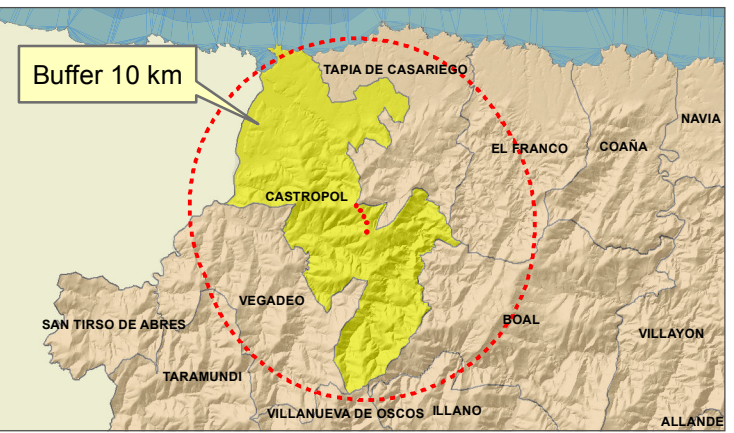 Buffer 10 km
TAPIA DE CASARIEGO
NAVIA
EL FRANCO
COAÑA
CASTROPOL
VEGADEO
SAN TIRSO DE ABRES
BOAL
VILLAYON
TARAMUNDI
VILLANUEVA DE OSCOS
ILLANO
ALLANDE